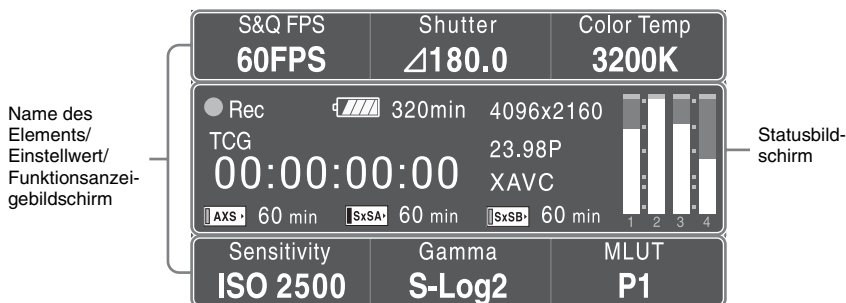 S&Q FPS Shutter Color Temp
60FPS ⊿180.0 3200K
Name des
Elements/
Einstellwert/
Funktionsanzei-
gebildschirm
Rec 320min 4096x2160
TCG 23.98P
00:00:00:00 XAVC
AXS 60 min SxSA 60 min SxSB 60 min 1 2 3 4
Statusbild-
schirm
Sensitivity Gamma MLUT
ISO 2500 S-Log2 P1